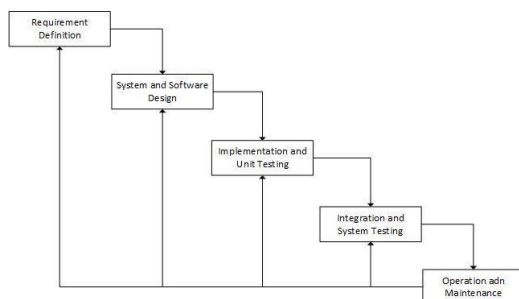 Requirement
Definition
System and Software
Design
Implementation and
Unit Testing
Integration and
System Testing
Operation adn
Maintenance